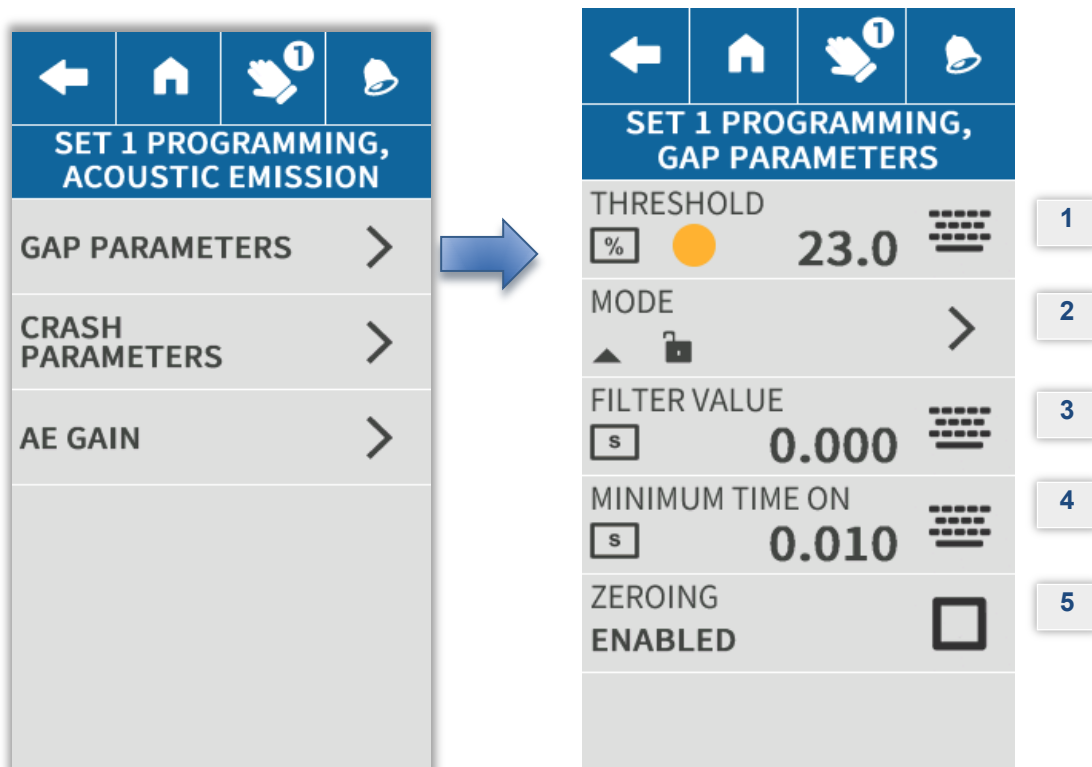 1
SET 1 PROGRAMMING,
ACOUSTIC EMISSION
GAP PARAMETERS
CRASH
PARAMETERS
AE GAIN
1
SET 1 PROGRAMMING,
GAP PARAMETERS
THRESHOLD
% 23.0
1
MODE
2
FILTER VALUE
s 0.000
3
MINIMUM TIME ON
s 0.010
4
ZEROING
ENABLED
5